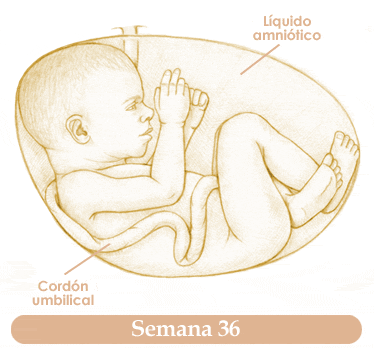 Líquido
amniótico
Cordón
umbilical
Semana 36